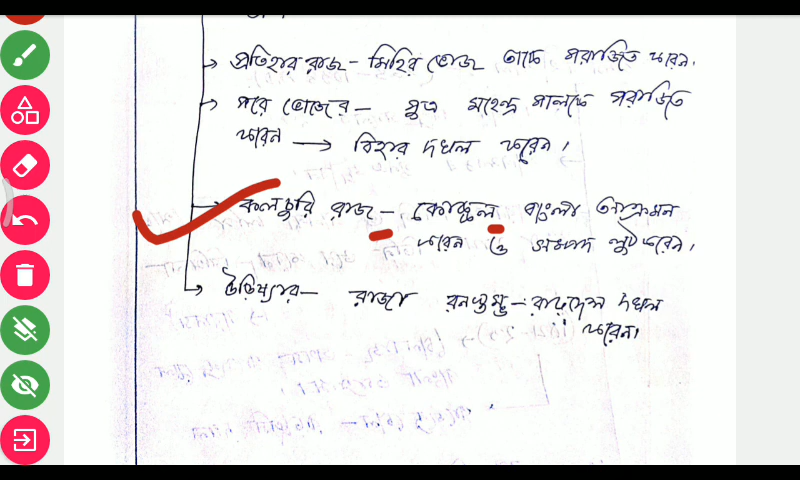 → প্রতিহার রাজ - মিহির ভোজ তাকে পরাজিত করেন।
→ পরে ভোজের - পুত্র মহেন্দ্র পালকে পরাজিত
করেন → বিহার দখল করেন।
→ কলচুরি রাজ - কোক্কল বাংলা আক্রমন
করেন ও সম্পদ লুট করেন।
→ উড়িষ্যার - রাজা রনস্তম্ভ - রাঢ়দেশ দখল
করেন।